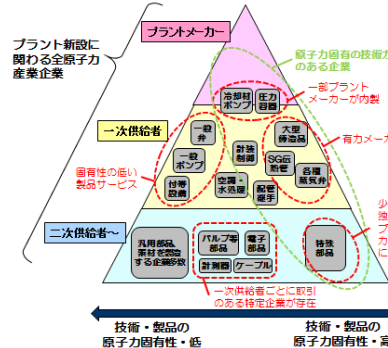 プラント新設に
関わる全原子力
産業企業
プラントメーカー
原子力固有の技術が
のある企業
冷却材
ポンプ
圧力
容器
一部プラント
メーカーが内製
一次供給者
一般
弁
一般
ポンプ
付帯
設備
計装
制御
空調・
水処理
大型
鋳造品
SG伝
熱管
各種
蒸気弁
配管
継手
有力メーカ
固有性の低い
製品サービス
二次供給者～
汎用部品、
素材を製造
する企業多数
バルブ等
部品
電子
部品
計測器
ケーブル
特殊
部品
少
独
プ
カ
に
一次供給者ごとに取引
のある特定企業が存在
技術・製品の
原子力固有性・低
技術・製品の
原子力固有性・高